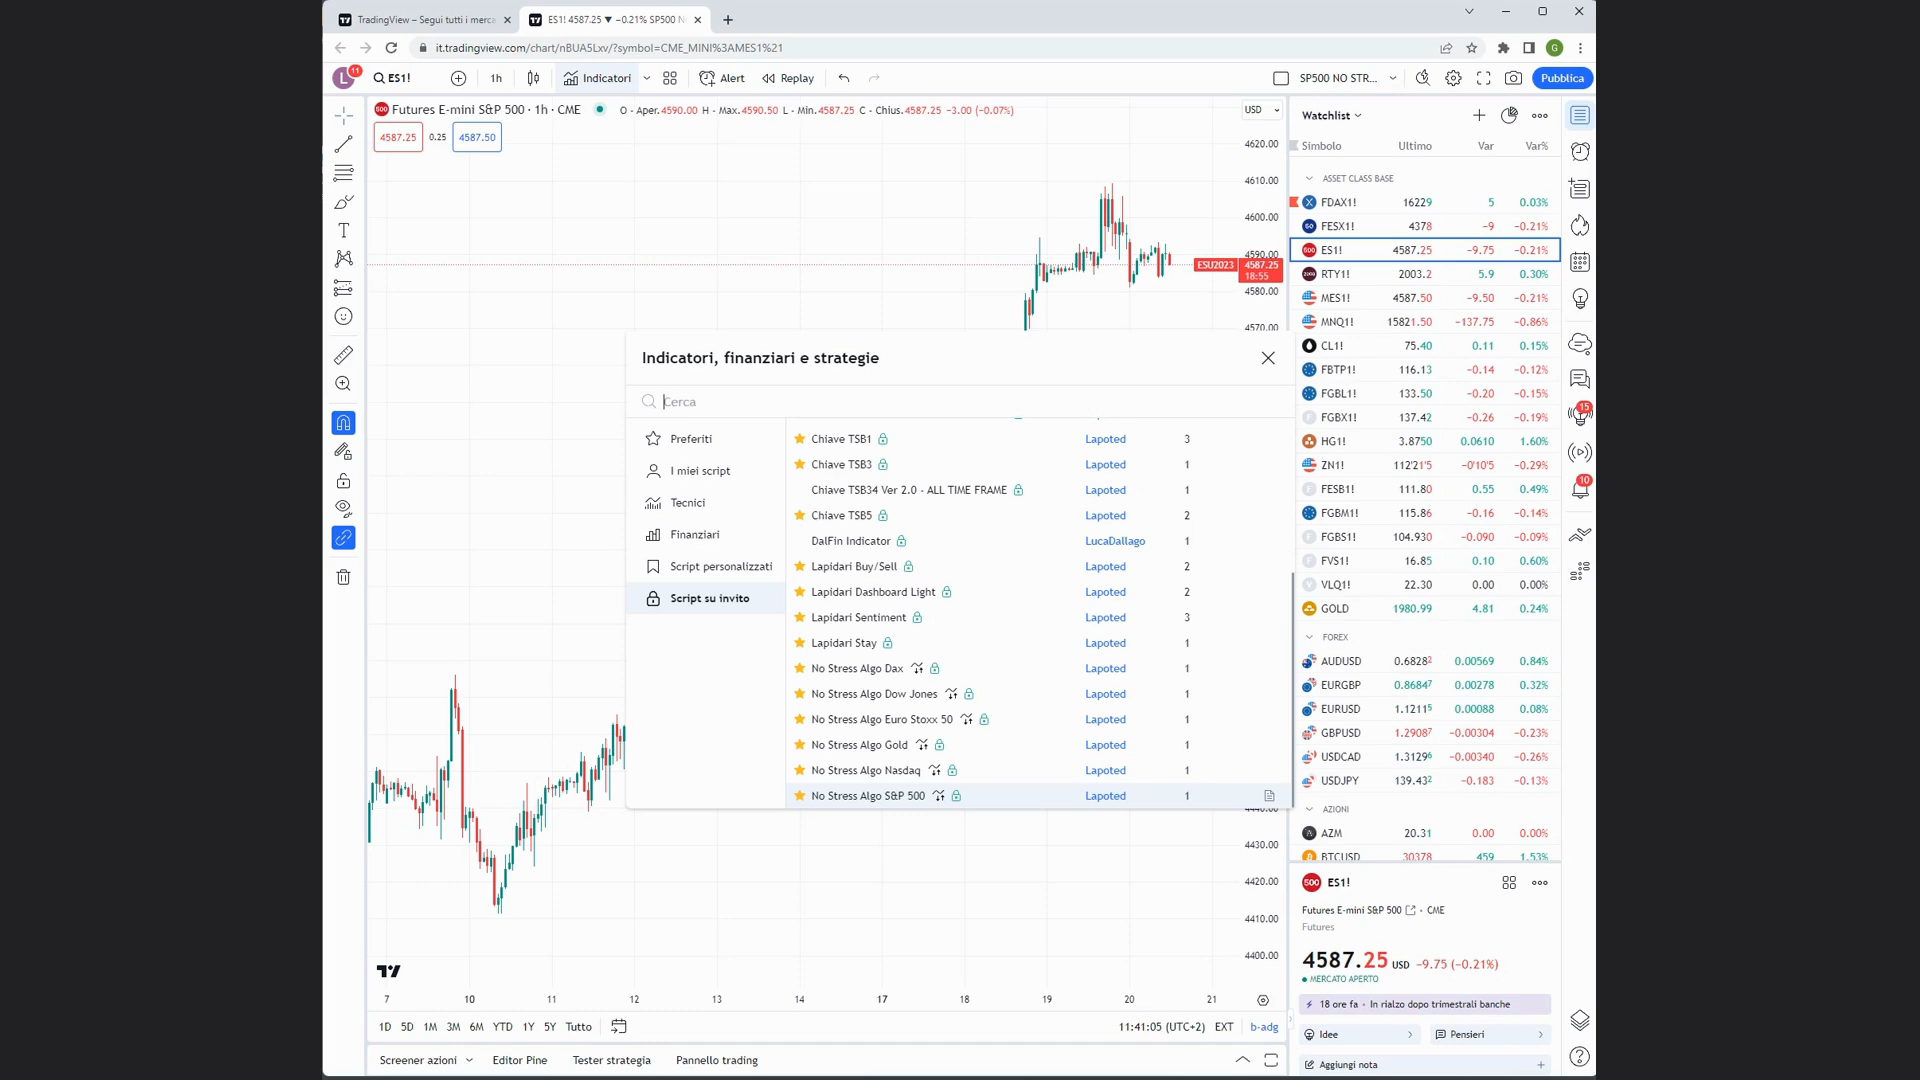 TradingView – Segui tutti i merca
ES1! 4587.25 ▼ −0.21% SP500 N
it.tradingview.com/chart/nBUA5Lxv/?symbol=CME_MINI%3AMES1%21
G
L
11
ES1!
1h
Indicatori
Alert
Replay
SP500 NO STR...
Pubblica
500 Futures E-mini S&P 500 · 1h · CME
O - Aper.4590.00 H - Max.4590.50 L - Min.4587.25 C - Chius.4587.25 −3.00 (−0.07%)
USD
4587.25
0.25
4587.50
4620.00
4610.00
4600.00
4590.00
ESU2023 4587.25
18:55
4580.00
4570.00
Indicatori, finanziari e strategie
Cerca
Preferiti
I miei script
Tecnici
Finanziari
Script personalizzati
Script su invito
Chiave TSB1 Lapoted 3
Chiave TSB3 Lapoted 1
Chiave TSB34 Ver 2.0 - ALL TIME FRAME Lapoted 1
Chiave TSB5 Lapoted 2
DalFin Indicator LucaDallago 1
Lapidari Buy/Sell Lapoted 2
Lapidari Dashboard Light Lapoted 2
Lapidari Sentiment Lapoted 3
Lapidari Stay Lapoted 1
No Stress Algo Dax Lapoted 1
No Stress Algo Dow Jones Lapoted 1
No Stress Algo Euro Stoxx 50 Lapoted 1
No Stress Algo Gold Lapoted 1
No Stress Algo Nasdaq Lapoted 1
No Stress Algo S&P 500 Lapoted 1
4440.00
4430.00
4420.00
4410.00
4400.00
7 10 11 12 13 14 17 18 19 20 21
1D 5D 1M 3M 6M YTD 1Y 5Y Tutto
11:41:05 (UTC+2) EXT b-adg
Screener azioni Editor Pine Tester strategia Pannello trading
Watchlist
Simbolo Ultimo Var Var%
ASSET CLASS BASE
FDAX1! 16229 5 0.03%
FESX1! 4378 −9 −0.21%
ES1! 4587.25 −9.75 −0.21%
RTY1! 2003.2 5.9 0.30%
MES1! 4587.50 −9.50 −0.21%
MNQ1! 15821.50 −137.75 −0.86%
CL1! 75.40 0.11 0.15%
FBTP1! 116.13 −0.14 −0.12%
FGBL1! 133.50 −0.20 −0.15%
FGBX1! 137.42 −0.26 −0.19%
HG1! 3.8750 0.0610 1.60%
ZN1! 112'21'5 −0'10'5 −0.29%
FESB1! 111.80 0.55 0.49%
FGBM1! 115.86 −0.16 −0.14%
FGBS1! 104.930 −0.090 −0.09%
FVS1! 16.85 0.10 0.60%
VLQ1! 22.30 0.00 0.00%
GOLD 1980.99 4.81 0.24%
FOREX
AUDUSD 0.68282 0.00569 0.84%
EURGBP 0.86847 0.00278 0.32%
EURUSD 1.12115 0.00088 0.08%
GBPUSD 1.29087 −0.00304 −0.23%
USDCAD 1.31296 −0.00340 −0.26%
USDJPY 139.432 −0.183 −0.13%
AZIONI
AZM 20.31 0.00 0.00%
BTCUSD 30378 459 1.53%
500 ES1!
Futures E-mini S&P 500 · CME
Futures
4587.25 USD −9.75 (−0.21%)
MERCATO APERTO
18 ore fa · In rialzo dopo trimestrali banche
Idee
Pensieri
Aggiungi nota
15
10